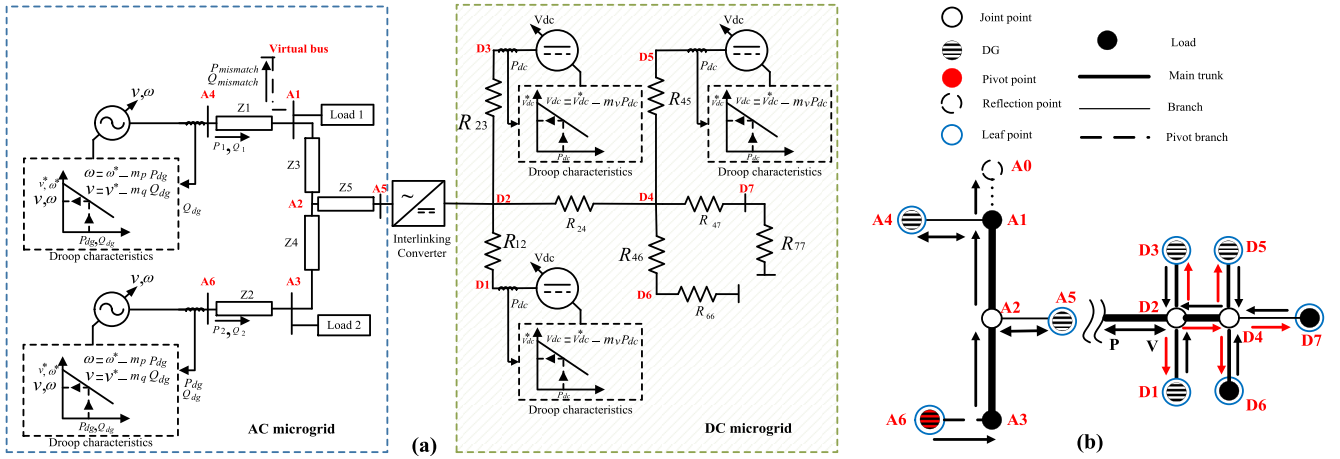 Virtual bus
P mismatch
Q mismatch
A4
Z1
A1
Load 1
v,ω
P1, Q1
Z3
ω = ω* − mp Pdg
v = v* − mq Qdg
v*, ω*
v, ω
Pdg, Qdg
Qdg
Droop characteristics
A2
Z5
A5
Z4
Interlinking
Converter
v,ω
A6
Z2
A3
P2, Q2
Load 2
ω = ω* − mp Pdg
v = v* − mq Qdg
v*, ω*
v, ω
Pdg, Qdg
Pdg
Qdg
Droop characteristics
AC microgrid
(a)
Vdc
D3
Pdc
R23
V*dc
Vdc = V*dc − mv Pdc
Pdc
Droop characteristics
Vdc
D5
Pdc
R45
V*dc
Vdc = V*dc − mv Pdc
Pdc
Droop characteristics
D2
R24
D4
R47
D7
R77
R12
R46
D1
Vdc
Pdc
D6
R66
V*dc
Vdc = V*dc − mv Pdc
Pdc
Droop characteristics
DC microgrid
Joint point
DG
Pivot point
Reflection point
Leaf point
Load
Main trunk
Branch
Pivot branch
A0
A4
A1
A2
A5
A6
A3
D3
D5
D2
P
V
D4
D7
D1
D6
(b)